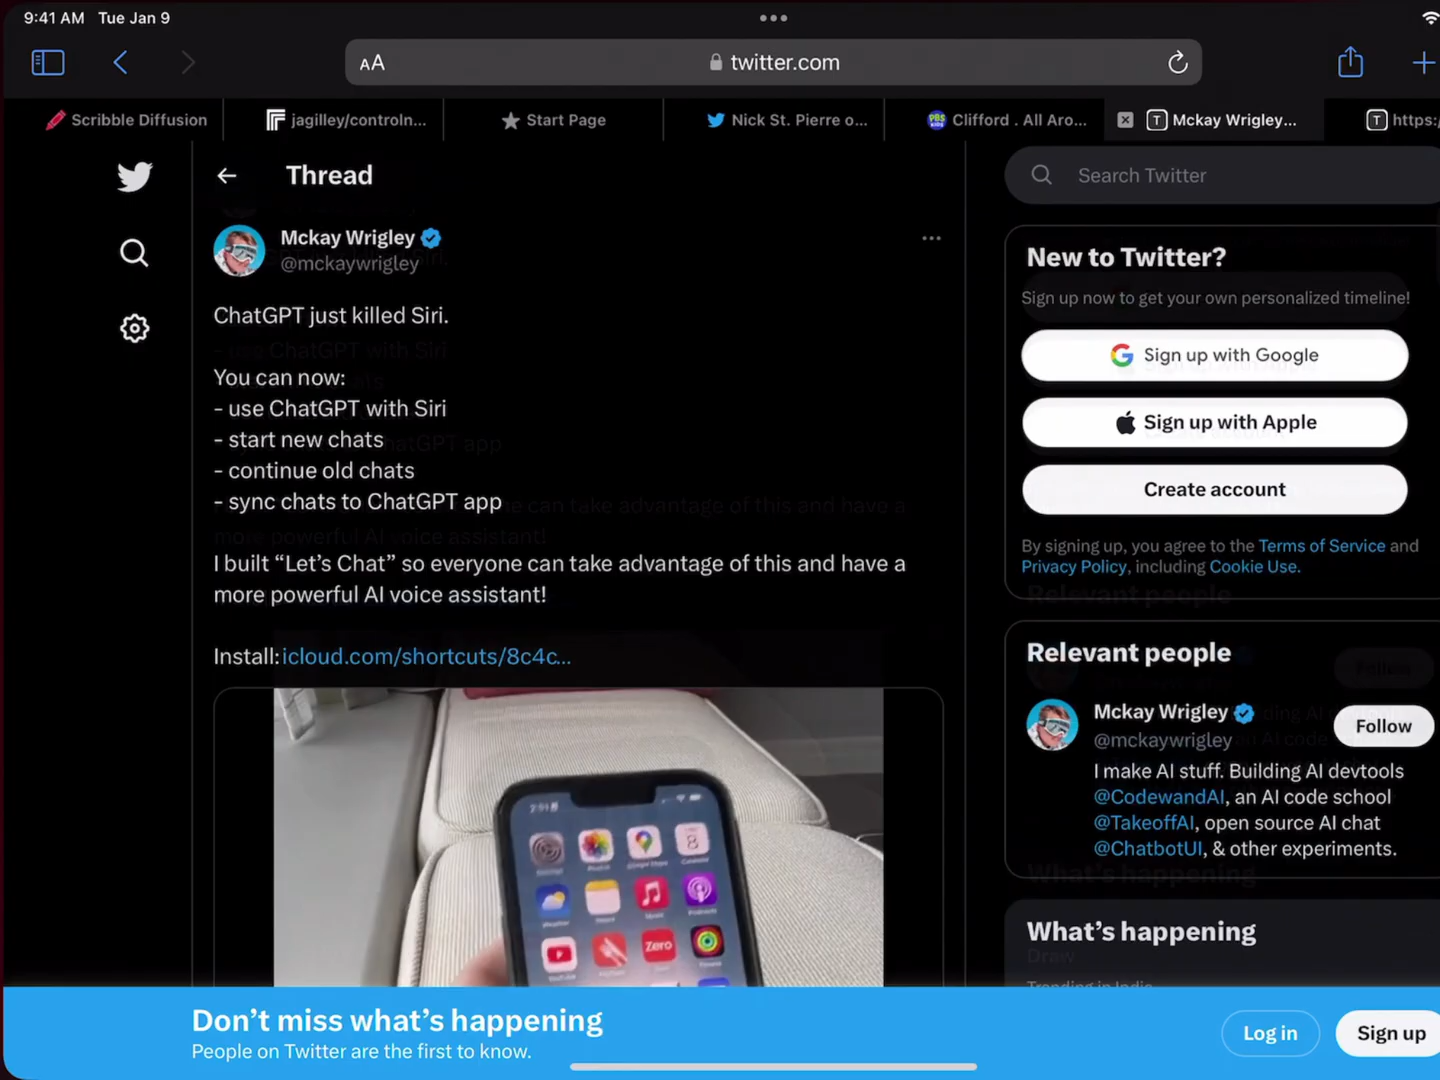 9:41 AM Tue Jan 9
AA
twitter.com
Scribble Diffusion
jagilley/controln...
Start Page
Nick St. Pierre o...
Clifford . All Aro...
Mckay Wrigley...
https:/
Thread
Search Twitter
Mckay Wrigley
@mckaywrigley
ChatGPT just killed Siri.
You can now:
- use ChatGPT with Siri
- start new chats
- continue old chats
- sync chats to ChatGPT app
I built “Let’s Chat” so everyone can take advantage of this and have a
more powerful AI voice assistant!
Install: icloud.com/shortcuts/8c4c...
Zero
New to Twitter?
Sign up now to get your own personalized timeline!
Sign up with Google
Sign up with Apple
Create account
By signing up, you agree to the Terms of Service and
Privacy Policy, including Cookie Use.
Relevant people
Mckay Wrigley
@mckaywrigley
Follow
I make AI stuff. Building AI devtools
@CodewandAI, an AI code school
@TakeoffAI, open source AI chat
@ChatbotUI, & other experiments.
What’s happening
Trending in India
Don’t miss what’s happening
People on Twitter are the first to know.
Log in
Sign up